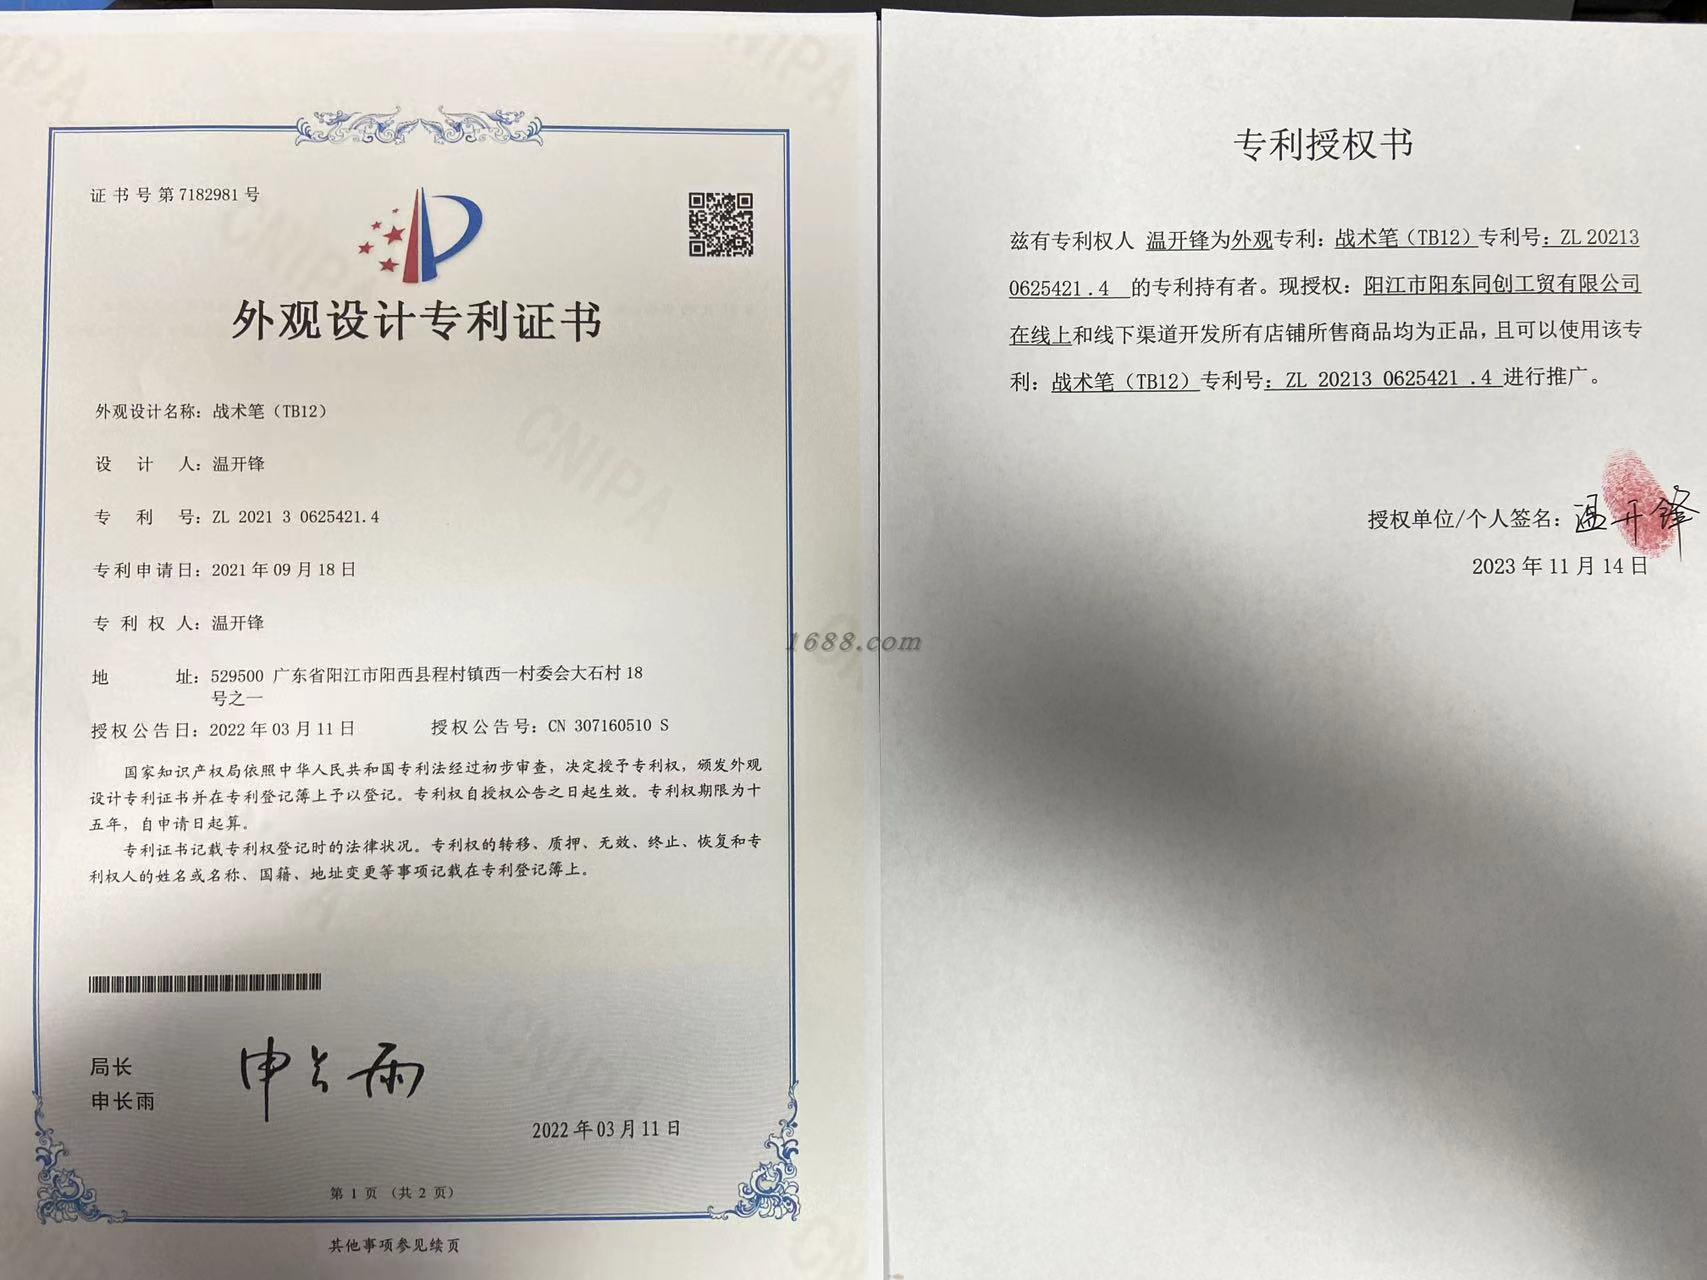 证书号第7182981号
外观设计专利证书
外观设计名称：战术笔（TB12）
设计人：温开锋
专利号：ZL 2021 3 0625421.4
专利申请日：2021年09月18日
专利权人：温开锋
地址：529500 广东省阳江市阳西县程村镇西一村委会大石村18
号之一
授权公告日：2022年03月11日 授权公告号：CN 307160510 S
国家知识产权局依照中华人民共和国专利法经过初步审查，决定授予专利权，颁发外观
设计专利证书并在专利登记簿上予以登记。专利权自授权公告之日起生效。专利权期限为十
五年，自申请日起算。
专利证书记载专利权登记时的法律状况。专利权的转移、质押、无效、终止、恢复和专
利权人的姓名或名称、国籍、地址变更等事项记载在专利登记簿上。
局长
申长雨
申长雨
2022年03月11日
第1页（共2页）
其他事项参见续页
专利授权书
兹有专利权人 温开锋为外观专利：战术笔（TB12）专利号：ZL 20213
0625421 .4 的专利持有者。现授权：阳江市阳东同创工贸有限公司
在线上和线下渠道开发所有店铺所售商品均为正品，且可以使用该专
利：战术笔（TB12）专利号：ZL 20213 0625421 .4 进行推广。
授权单位/个人签名：温开锋
2023年11月14日
1688.com
CNIPA
CNIPA
CNIPA